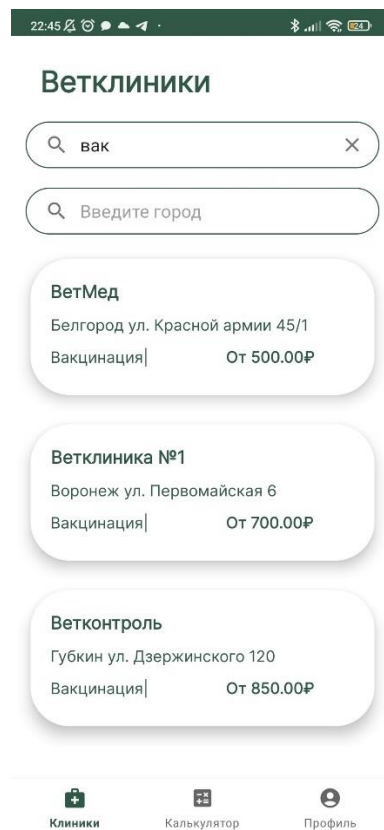 22:45
24
Ветклиники
вак
Введите город
ВетМед
Белгород ул. Красной армии 45/1
Вакцинация| От 500.00₽
Ветклиника №1
Воронеж ул. Первомайская 6
Вакцинация| От 700.00₽
Ветконтроль
Губкин ул. Дзержинского 120
Вакцинация| От 850.00₽
Клиники Калькулятор Профиль